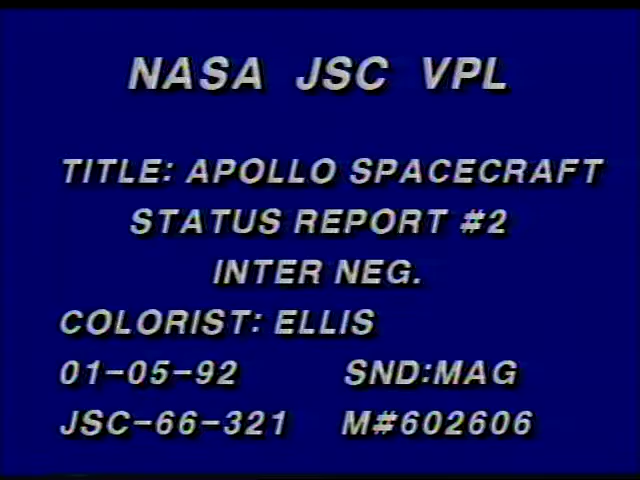 NASA JSC VPL
TITLE: APOLLO SPACECRAFT
STATUS REPORT #2
INTER NEG.
COLORIST: ELLIS
01-05-92 SND:MAG
JSC-66-321 M#602606